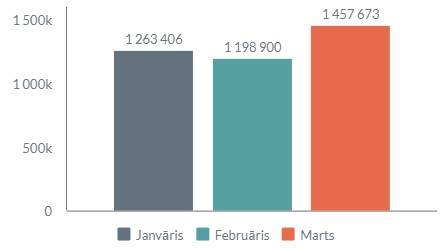 1 500k
1 457 673
1 263 406
1 198 900
1 000k
500k
0
Janvāris Februāris Marts